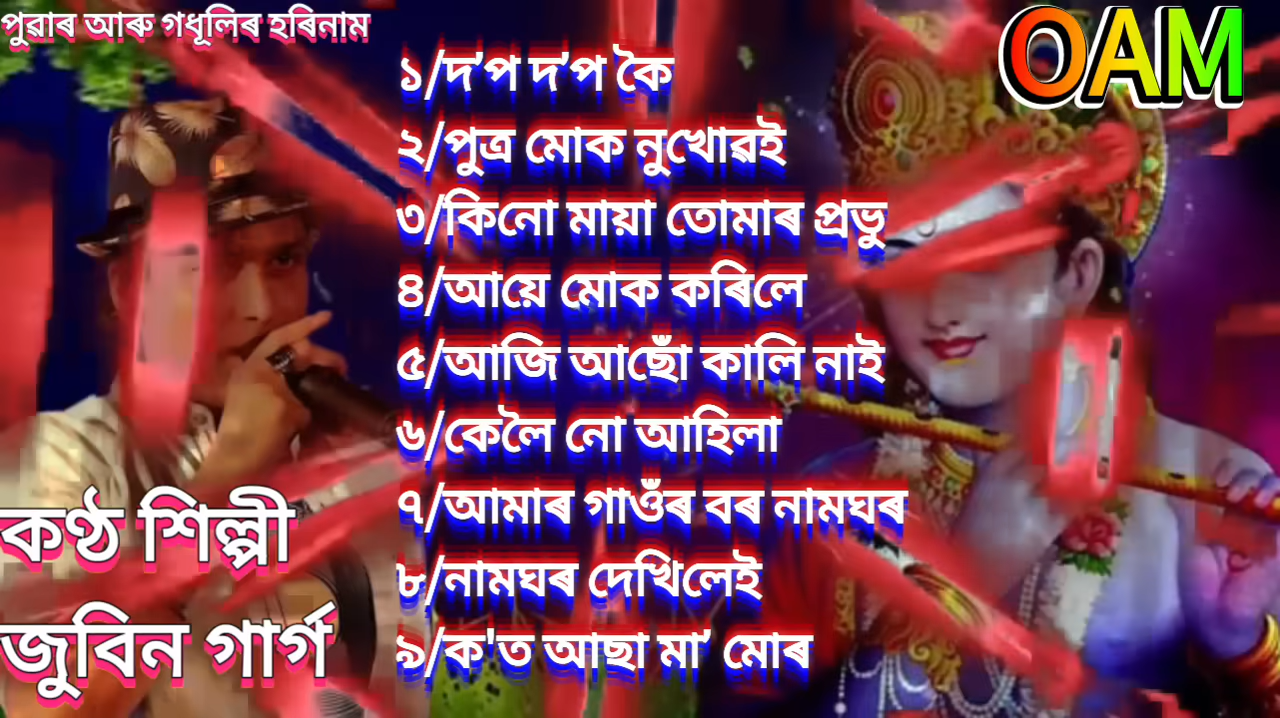 পুৱাৰ আৰু গধূলিৰ হৰিনাম
OAM
১/দ’প দ’প কৈ
২/পুত্ৰ মোক নুখোৱই
৩/কিনো মায়া তোমাৰ প্ৰভু
৪/আয়ে মোক কৰিলে
৫/আজি আছোঁ কালি নাই
৬/কেলৈ নো আহিলা
৭/আমাৰ গাওঁৰ বৰ নামঘৰ
৮/নামঘৰ দেখিলেই
৯/ক'ত আছা মা’ মোৰ
কণ্ঠ শিল্পী
জুবিন গাৰ্গ